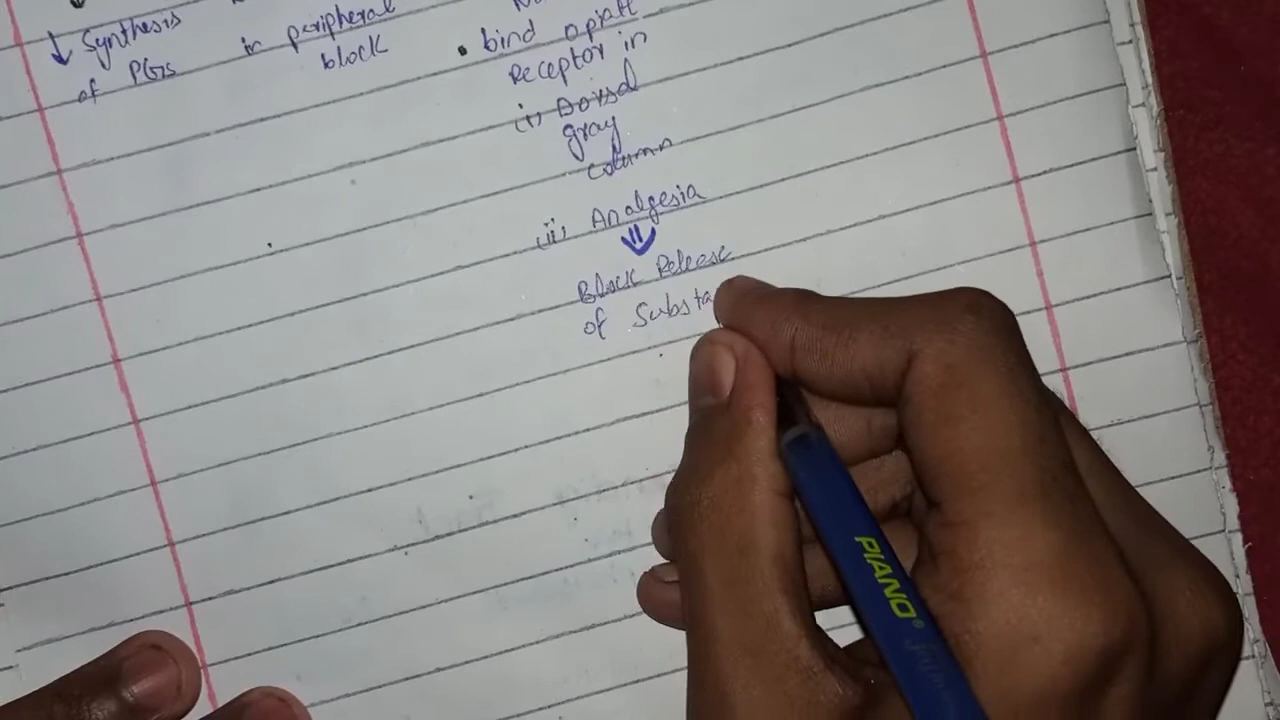 ↓ Synthesis
of PGs
in peripheral
block
• bind opiate
Receptor in
(i) Dorsal
gray
column
(ii) Analgesia
⇓
Block Release
of Substa
PIANO®